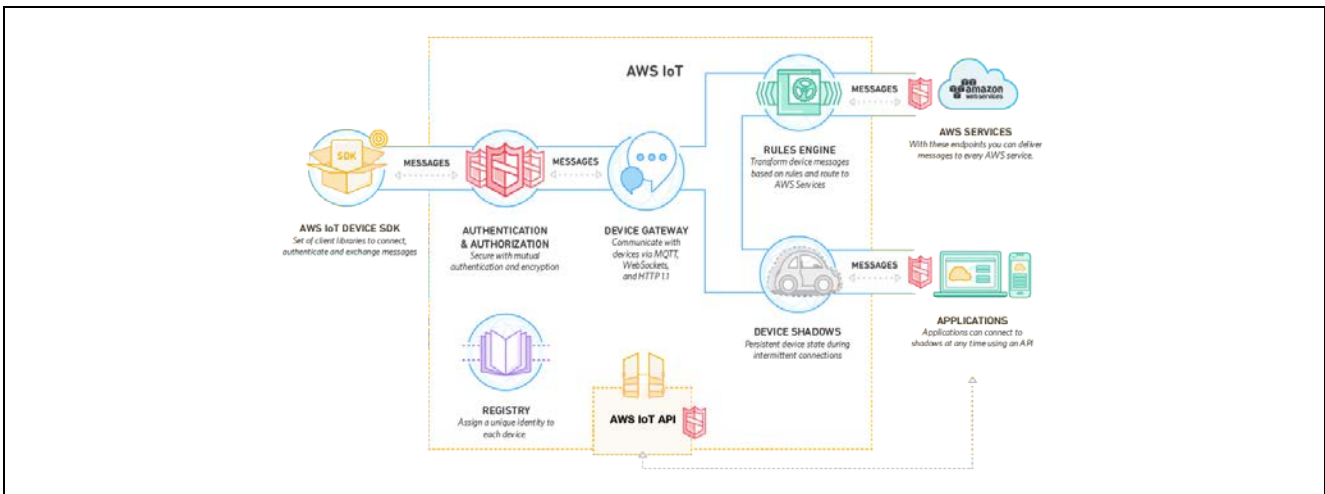 AWS IoT
SDK
MESSAGES
MESSAGES
MESSAGES
amazon
webservices
AWS SERVICES
With these endpoints you can deliver
messages to every AWS service.
RULES ENGINE
Transform device messages
based on rules and route to
AWS Services
AWS IoT DEVICE SDK
Set of client libraries to connect,
authenticate and exchange messages
AUTHENTICATION
& AUTHORIZATION
Secure with mutual
authentication and encryption
DEVICE GATEWAY
Communicate with
devices via MQTT,
WebSockets,
and HTTP 1.1
MESSAGES
DEVICE SHADOWS
Persistent device state during
intermittent connections
APPLICATIONS
Applications can connect to
shadows at any time using an API
REGISTRY
Assign a unique identity to
each device
AWS IoT API